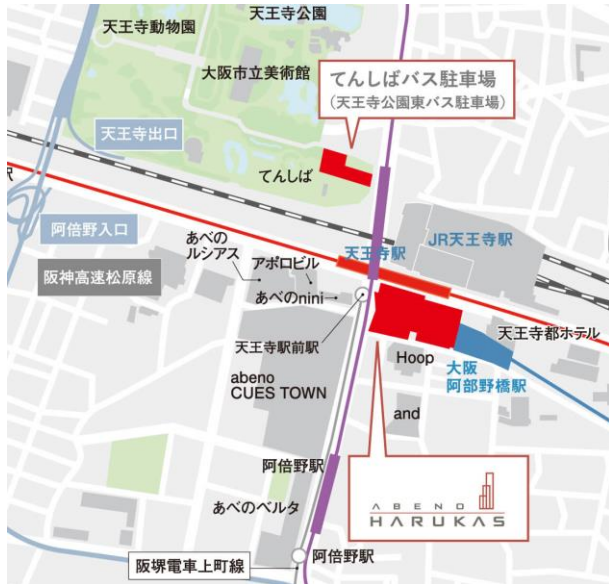 天王寺公園
天王寺動物園
大阪市立美術館
てんしばバス駐車場
(天王寺公園東バス駐車場)
天王寺出口
てんしば
駅
阿倍野入口
JR天王寺駅
天王寺駅
あべの
ルシアス
アポロビル
阪神高速松原線
あべのnini
天王寺都ホテル
天王寺駅前駅
Hoop
大阪
阿部野橋駅
abeno
CUES TOWN
and
阿倍野駅
あべのベルタ
ABENO
HARUKAS
阿倍野駅
阪堺電車上町線